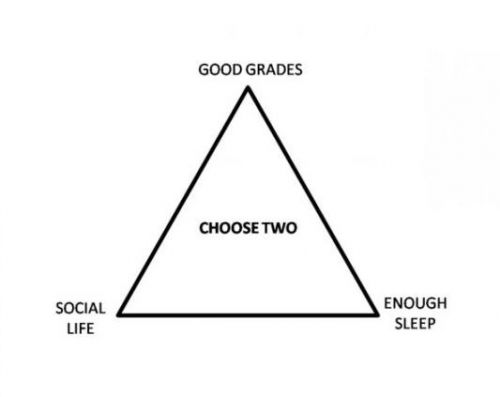 GOOD GRADES
CHOOSE TWO
SOCIAL
LIFE
ENOUGH
SLEEP